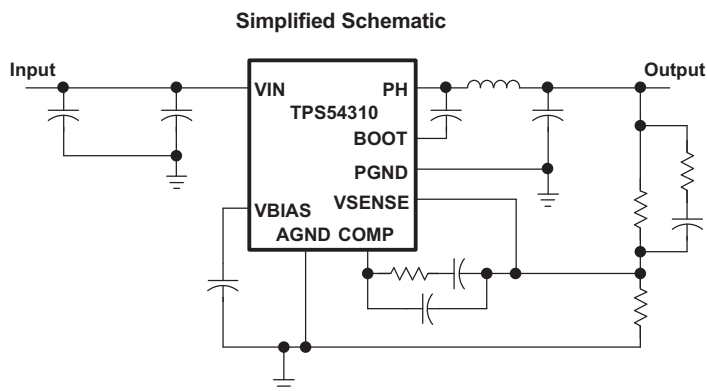 Simplified Schematic
Input
Output
VIN
PH
TPS54310
BOOT
PGND
VSENSE
VBIAS
AGND COMP